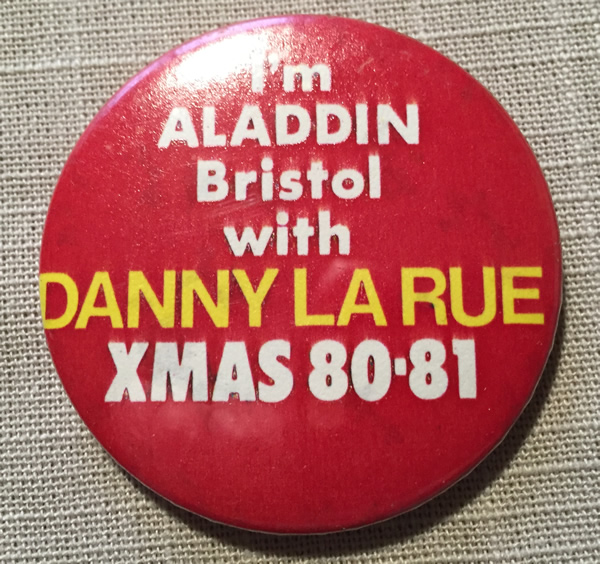 I'm
ALADDIN
Bristol
with
DANNY LA RUE
XMAS 80·81